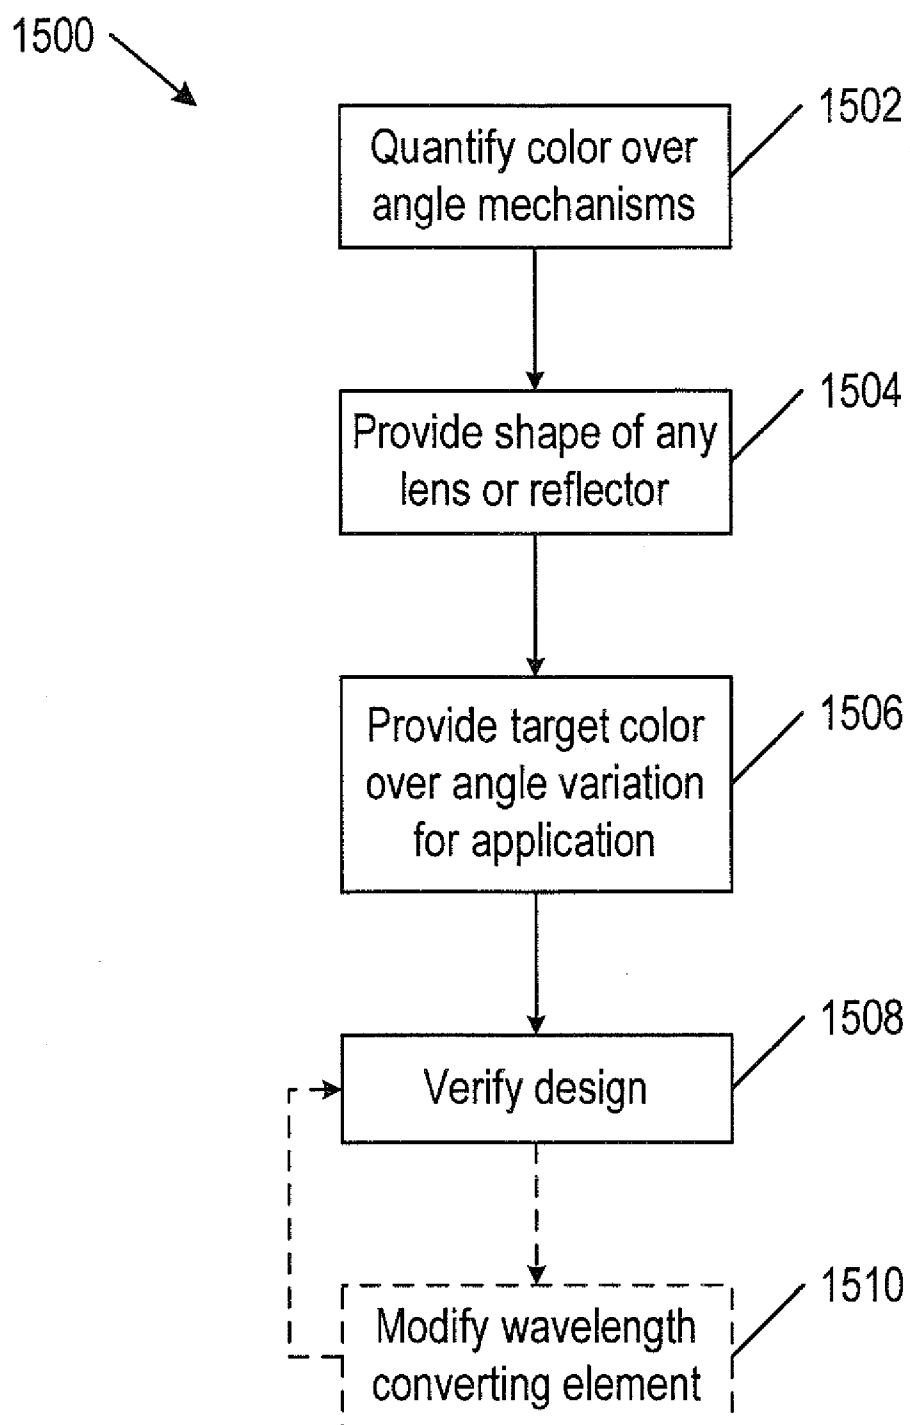 1500
1502
Quantify color over
angle mechanisms
1504
Provide shape of any
lens or reflector
1506
Provide target color
over angle variation
for application
1508
Verify design
1510
Modify wavelength
converting element